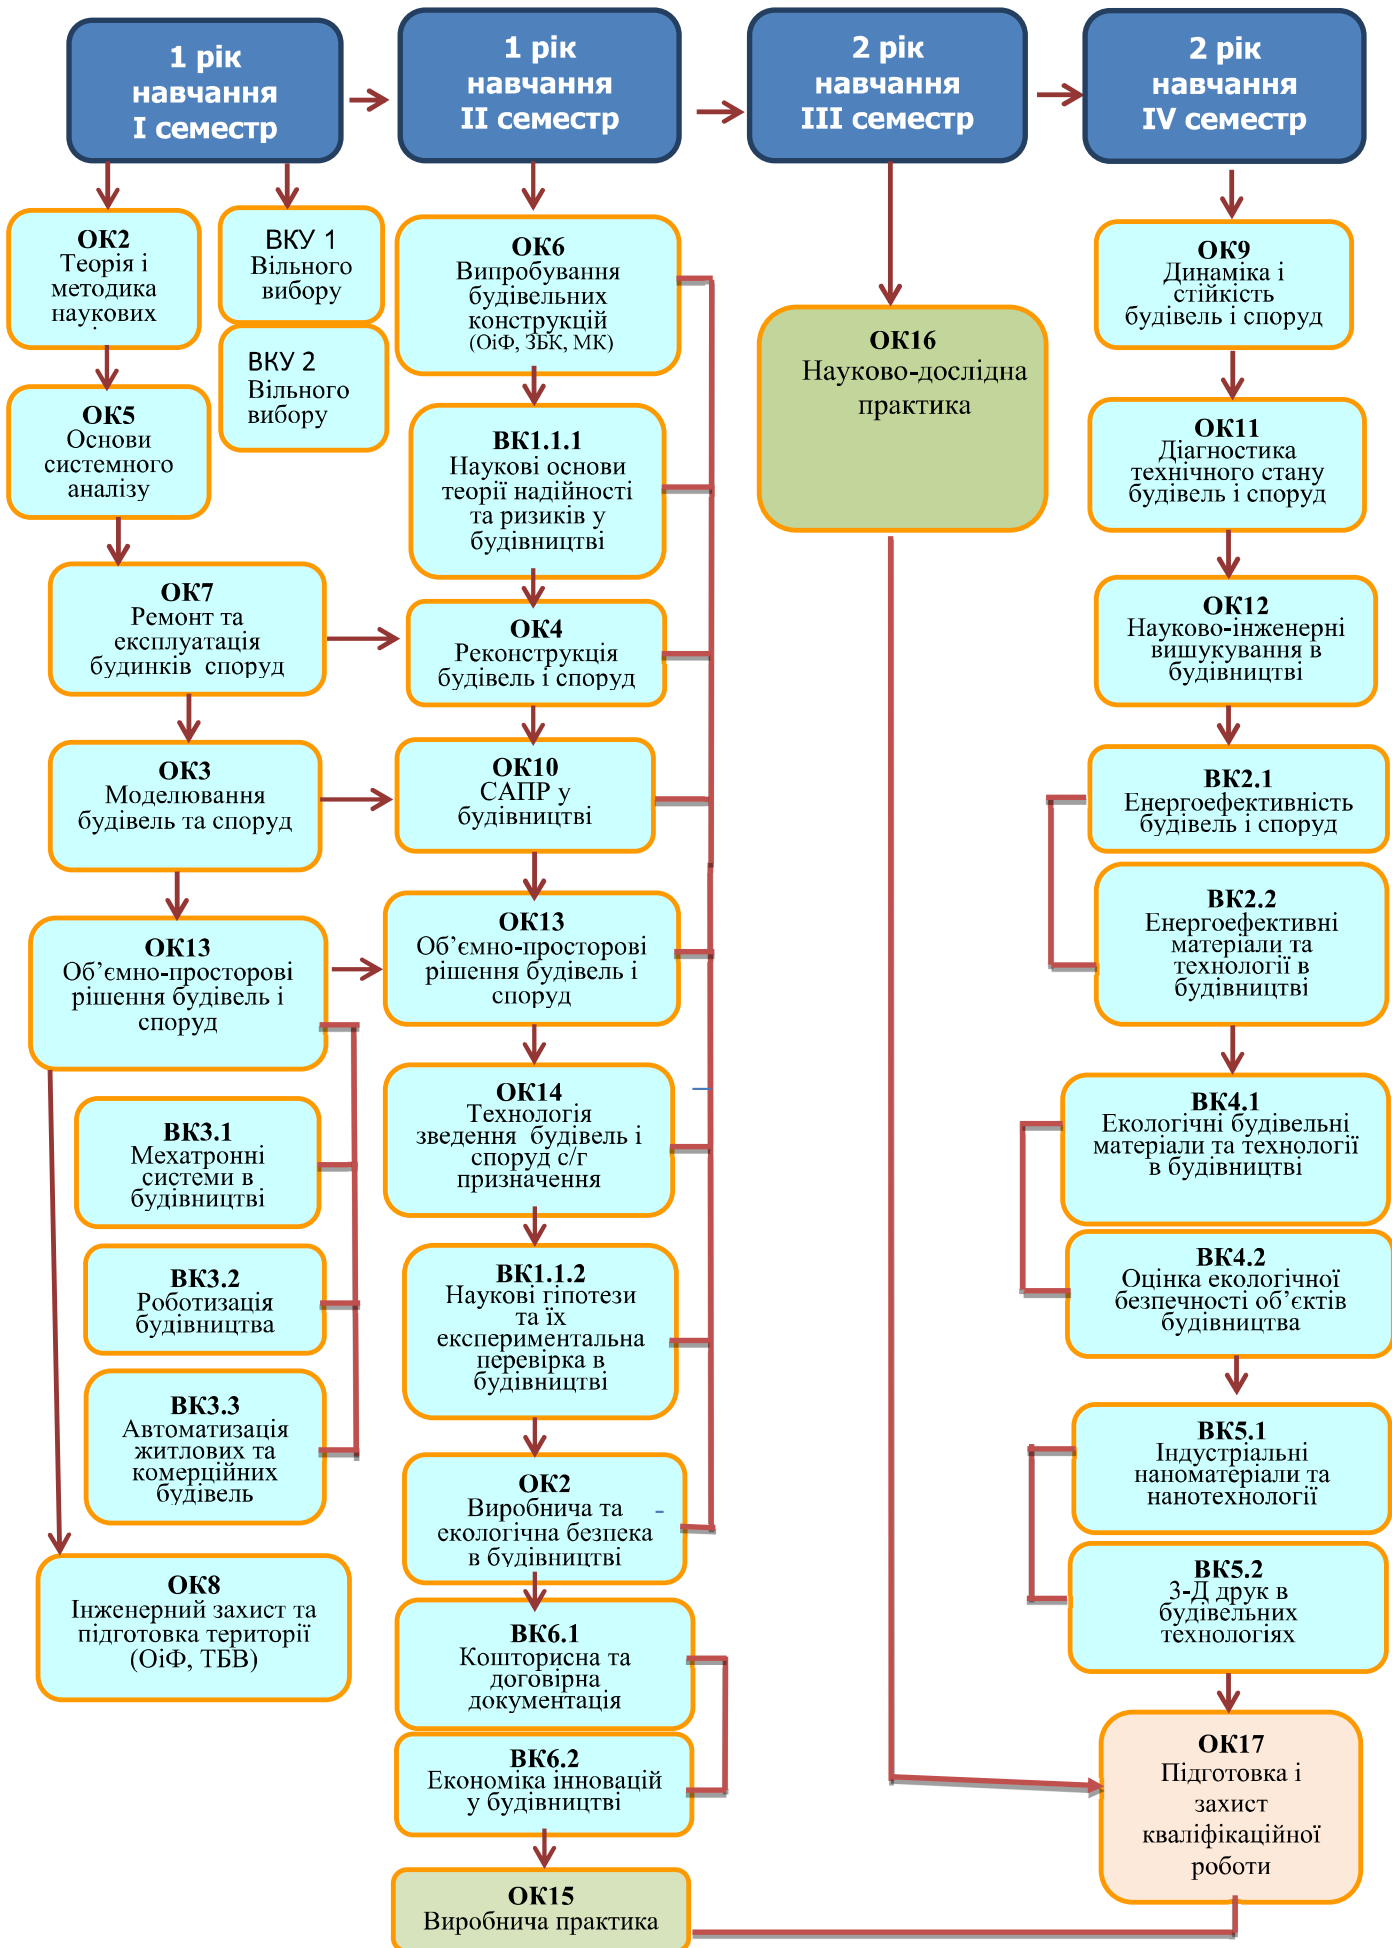 1 рік
навчання
I семестр
1 рік
навчання
II семестр
2 рік
навчання
III семестр
2 рік
навчання
IV семестр
ОК2
Теорія і
методика
наукових
ВКУ 1
Вільного
вибору
ВКУ 2
Вільного
вибору
ОК5
Основи
системного
аналізу
ОК7
Ремонт та
експлуатація
будинків споруд
ОК3
Моделювання
будівель та споруд
ОК13
Об’ємно-просторові
рішення будівель і
споруд
ВК3.1
Мехатронні
системи в
будівництві
ВК3.2
Роботизація
будівництва
ВК3.3
Автоматизація
житлових та
комерційних
будівель
ОК8
Інженерний захист та
підготовка території
(ОіФ, ТБВ)
ОК6
Випробування
будівельних
конструкцій
(ОіФ, ЗБК, МК)
ВК1.1.1
Наукові основи
теорії надійності
та ризиків у
будівництві
ОК4
Реконструкція
будівель і споруд
ОК10
САПР у
будівництві
ОК13
Об’ємно-просторові
рішення будівель і
споруд
ОК14
Технологія
зведення будівель і
споруд с/г
призначення
ВК1.1.2
Наукові гіпотези
та їх
експериментальна
перевірка в
будівництві
ОК2
Виробнича та
екологічна безпека
в будівництві
ВК6.1
Кошторисна та
договірна
документація
ВК6.2
Економіка інновацій
у будівництві
ОК15
Виробнича практика
ОК16
Науково-дослідна
практика
ОК9
Динаміка і
стійкість
будівель і споруд
ОК11
Діагностика
технічного стану
будівель і споруд
ОК12
Науково-інженерні
вишукування в
будівництві
ВК2.1
Енергоефективність
будівель і споруд
ВК2.2
Енергоефективні
матеріали та
технології в
будівництві
ВК4.1
Екологічні будівельні
матеріали та технології
в будівництві
ВК4.2
Оцінка екологічної
безпечності об’єктів
будівництва
ВК5.1
Індустріальні
наноматеріали та
нанотехнології
ВК5.2
3-Д друк в
будівельних
технологіях
ОК17
Підготовка і
захист
кваліфікаційної
роботи